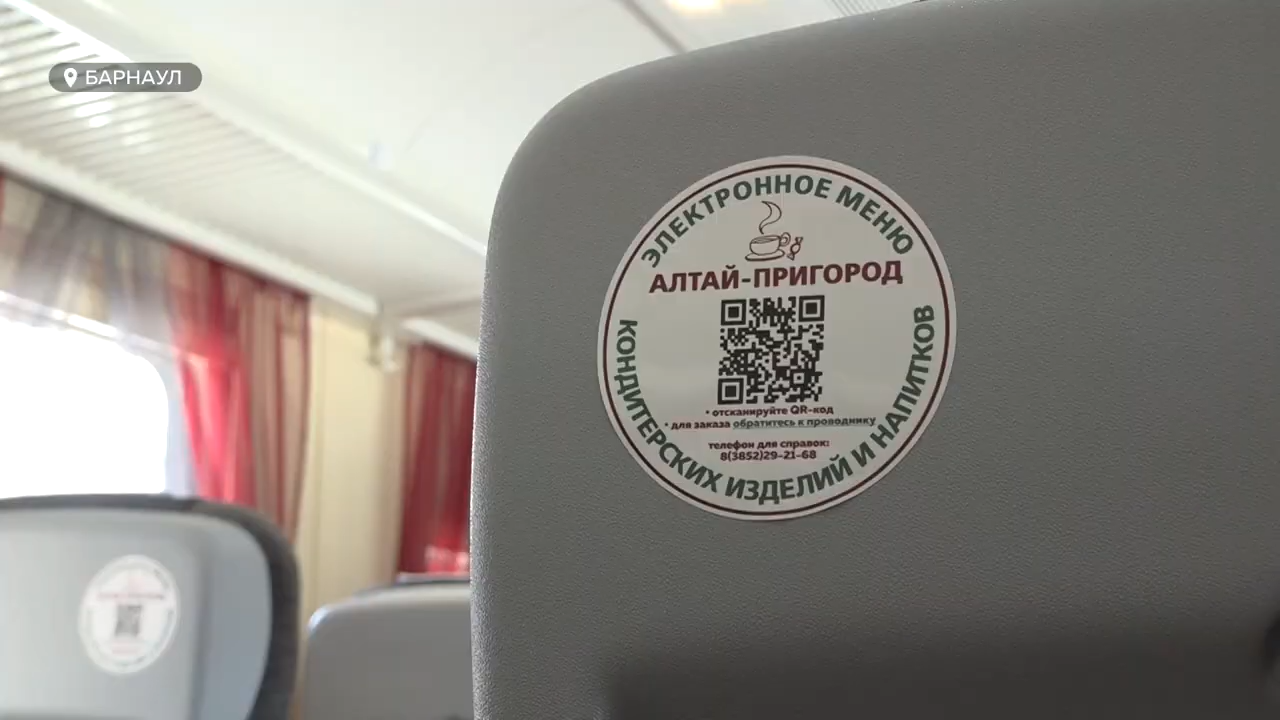 БАРНАУЛ
ЭЛЕКТРОННОЕ МЕНЮ
АЛТАЙ-ПРИГОРОД
КОНДИТЕРСКИХ ИЗДЕЛИЙ И НАПИТКОВ
* отсканируйте QR-код
* для заказа обратитесь к проводнику
телефон для справок:
8(3852)29-21-68